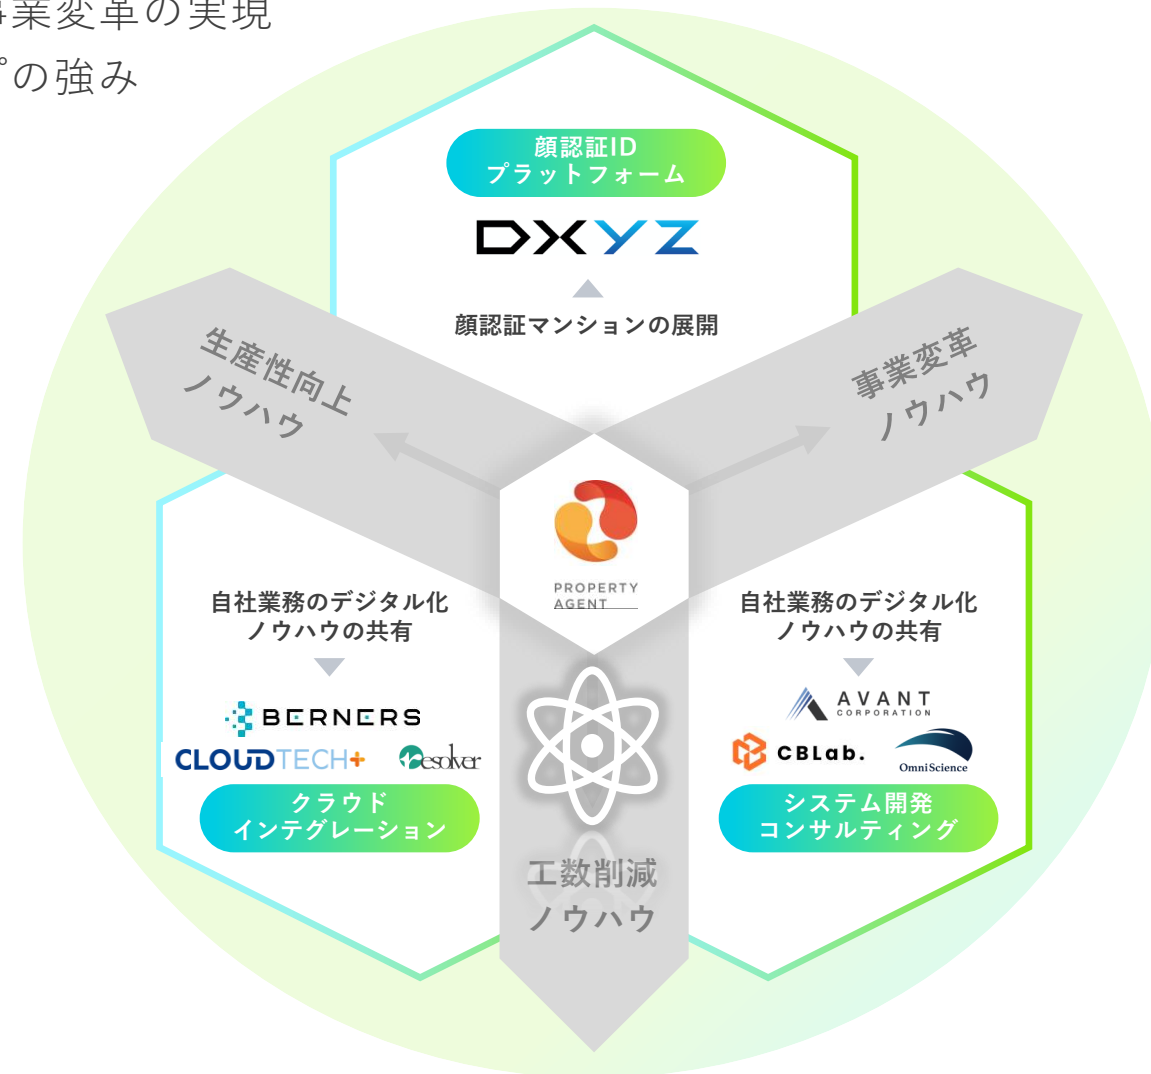 事業変革の実現
プの強み
顔認証ID
プラットフォーム
DXYZ
顔認証マンションの展開
生産性向上
ノウハウ
事業変革
ノウハウ
PROPERTY
AGENT
自社業務のデジタル化
ノウハウの共有
BERNERS
CLOUDTECH+
Resolver
クラウド
インテグレーション
自社業務のデジタル化
ノウハウの共有
AVANT
CORPORATION
CBLab.
OmniScience
システム開発
コンサルティング
工数削減
ノウハウ